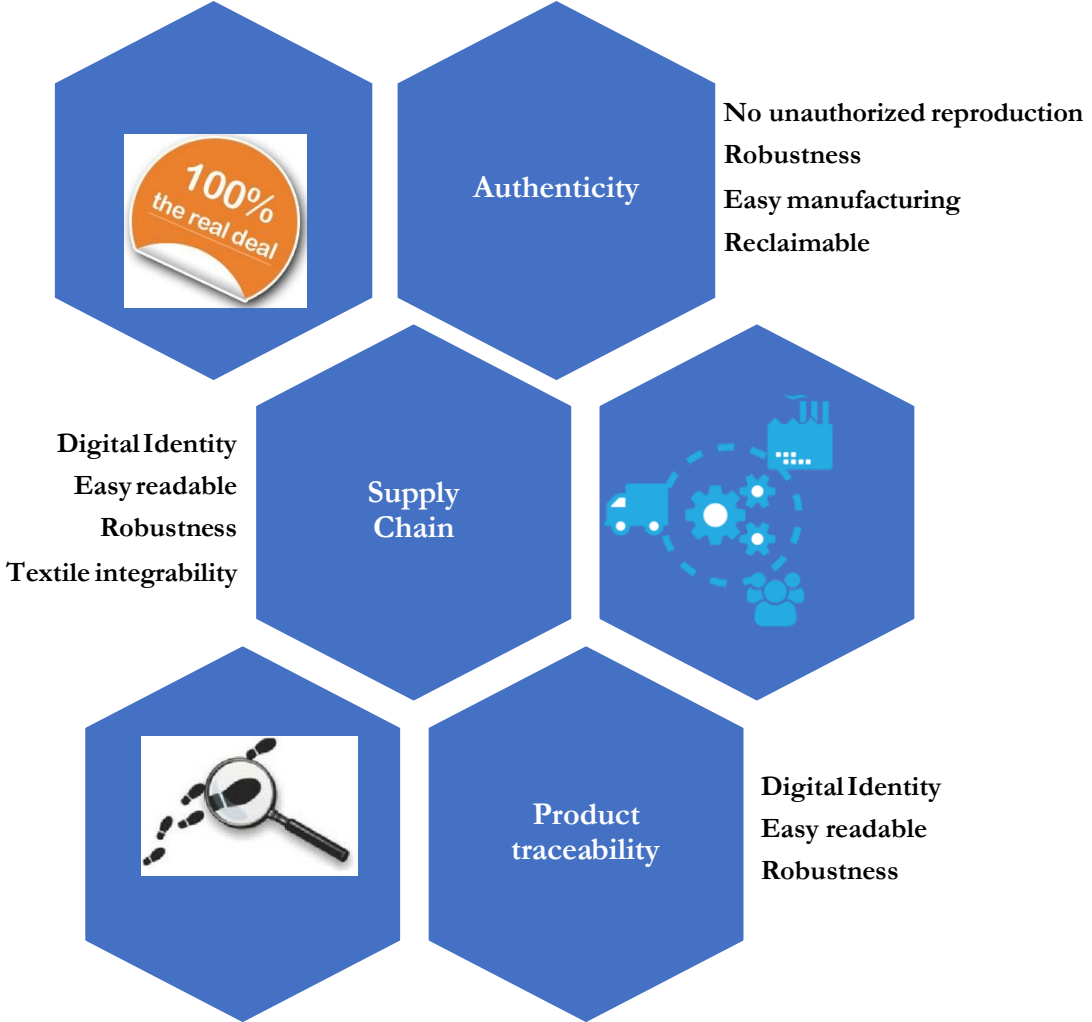 100%
the real deal
Authenticity
No unauthorized reproduction
Robustness
Easy manufacturing
Reclaimable
Digital Identity
Easy readable
Robustness
Textile integrability
Supply
Chain
Product
traceability
Digital Identity
Easy readable
Robustness